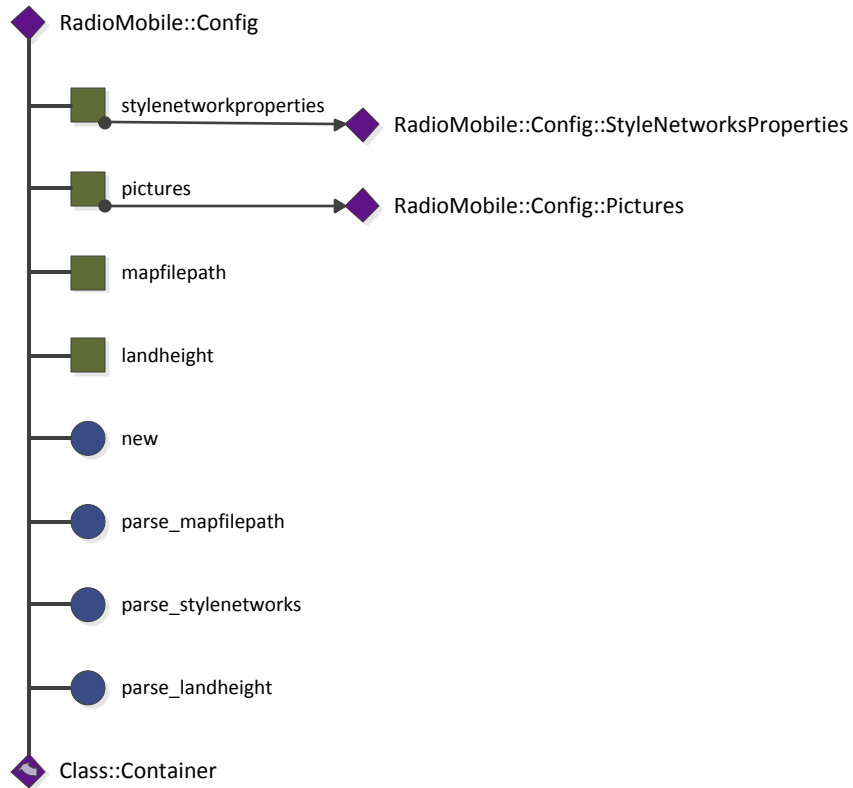 RadioMobile::Config
stylenetworkproperties
RadioMobile::Config::StyleNetworksProperties
pictures
RadioMobile::Config::Pictures
mapfilepath
landheight
new
parse_mapfilepath
parse_stylenetworks
parse_landheight
Class::Container